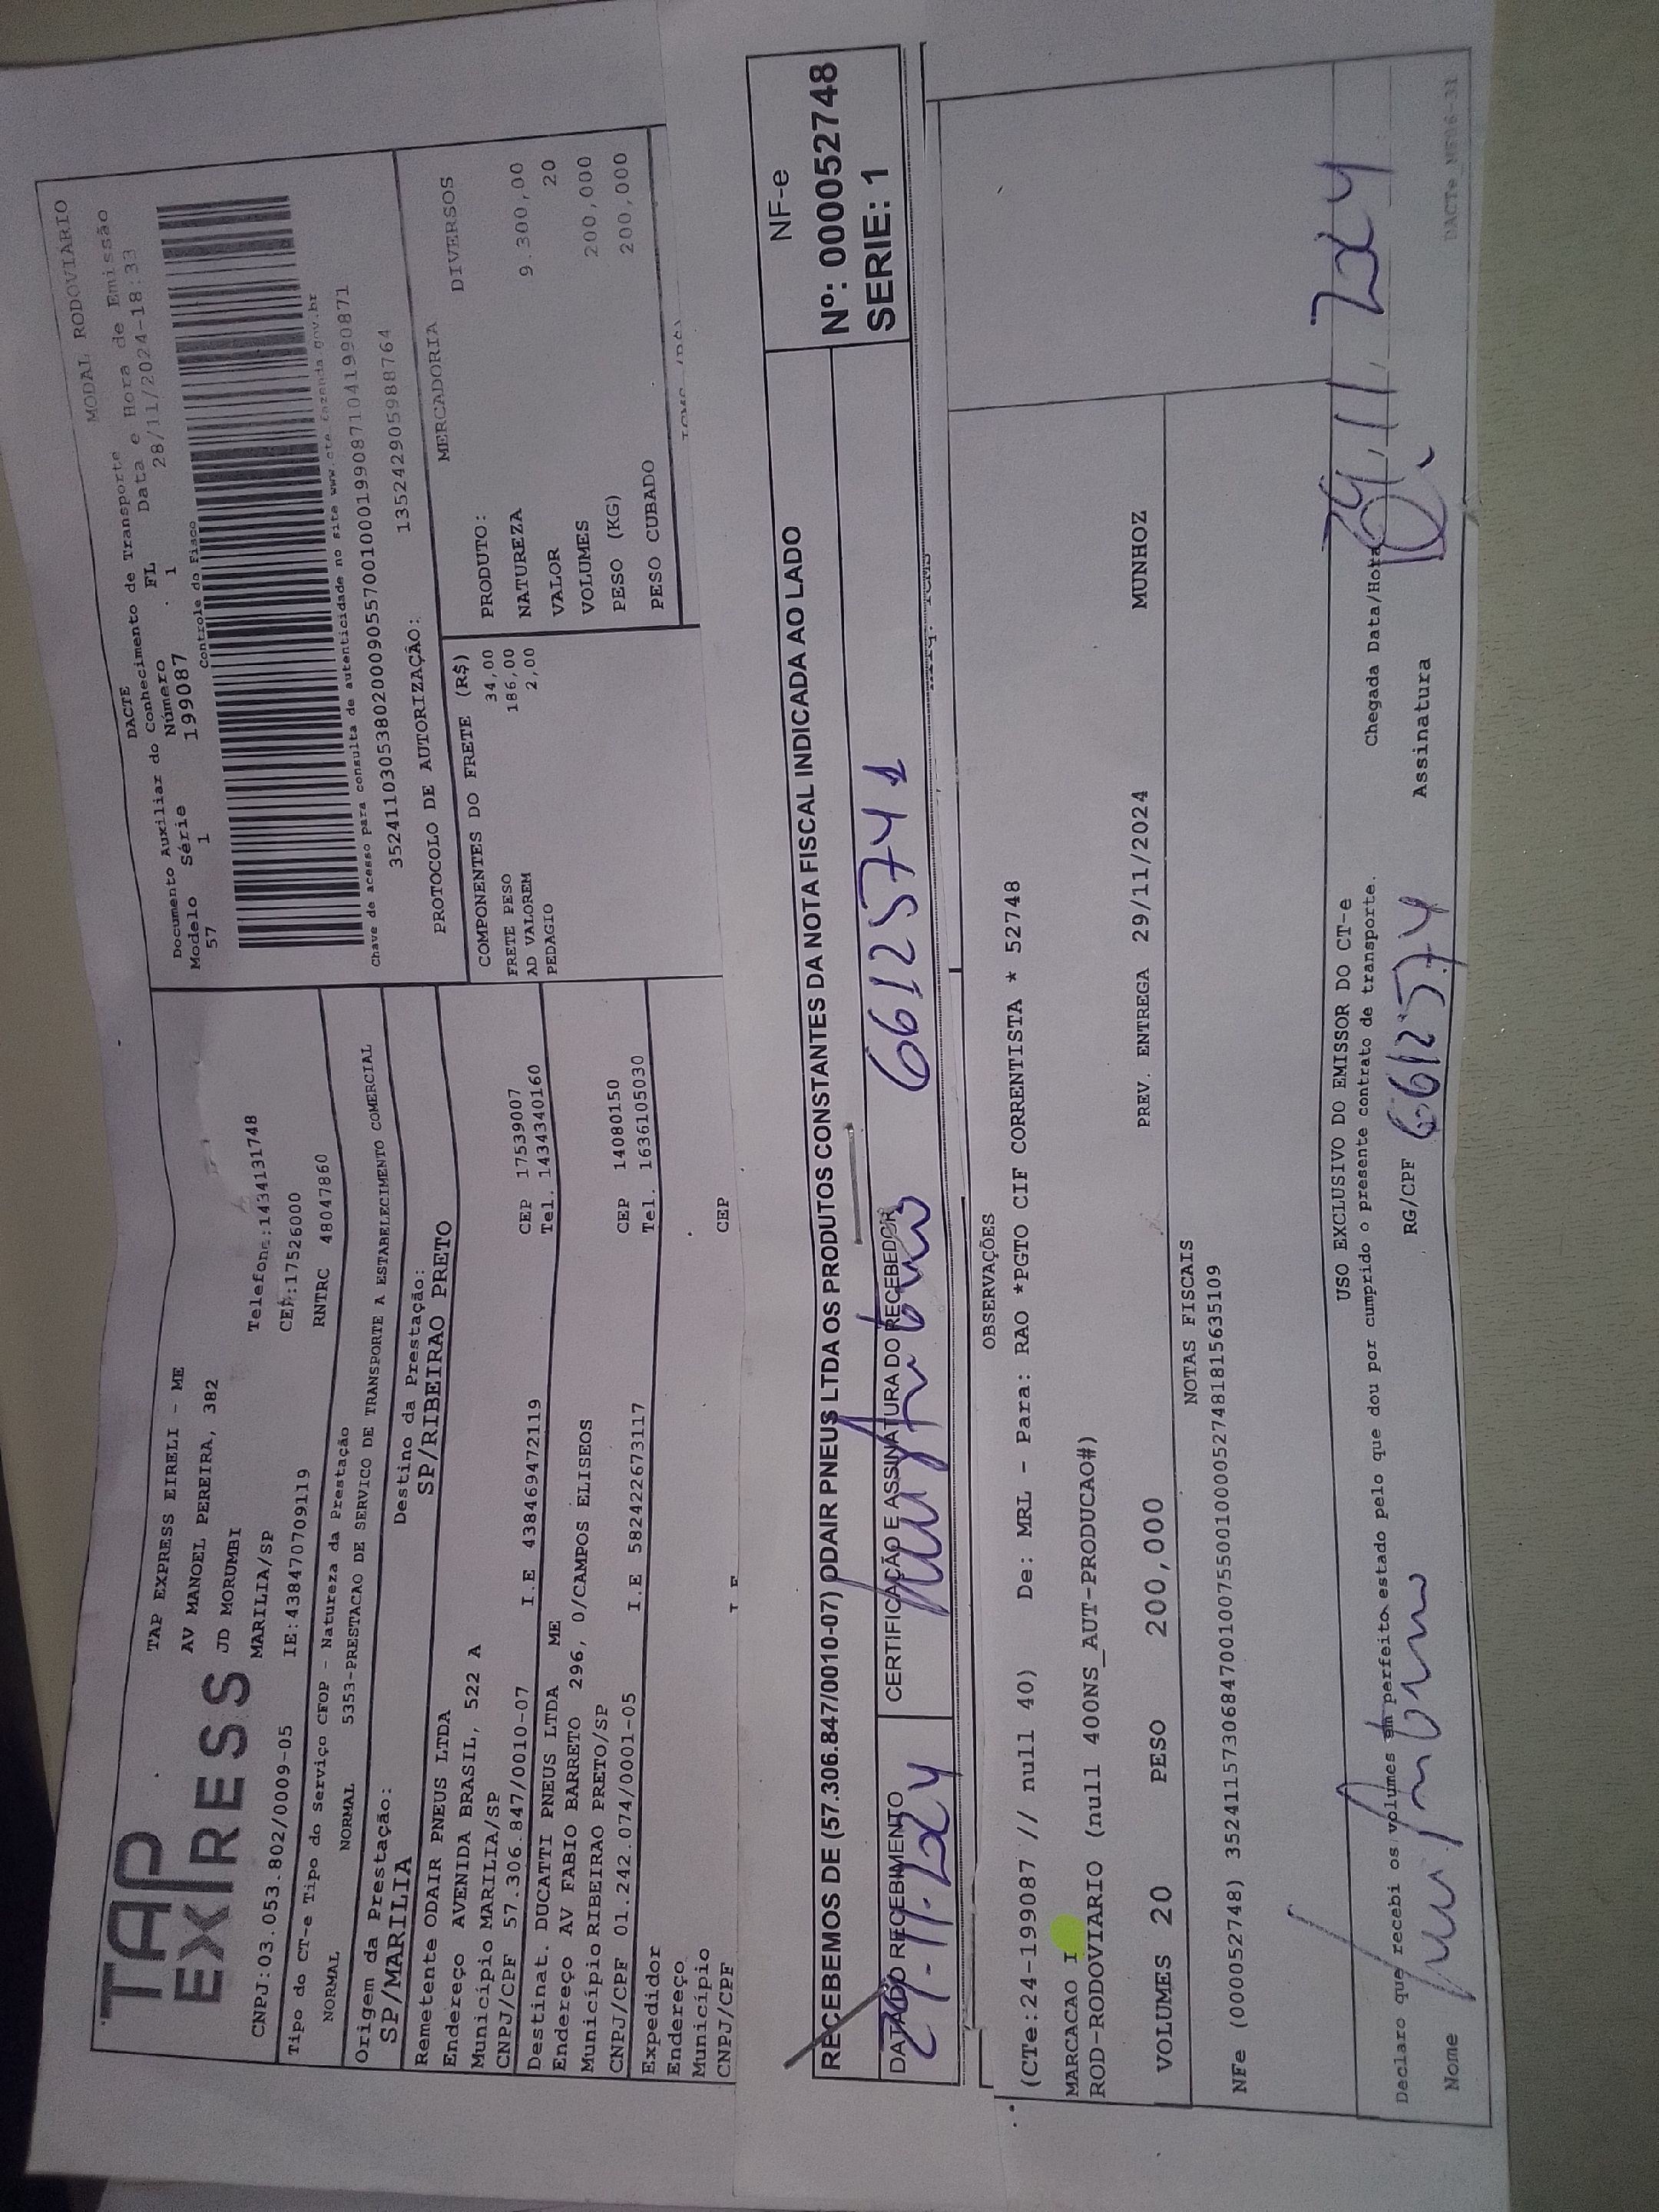 TAP
EXPRESS
TAP EXPRESS EIRELI - ME
AV MANOEL PEREIRA, 382
JD MORUMBI
MARILIA/SP
Telefone:1434131748
CEP:17526000
CNPJ:03.053.802/0009-05 IE:438470709119 RNTRC 48047860
Tipo do CT-e Tipo do Serviço CFOP - Natureza da Prestação
NORMAL NORMAL 5353-PRESTACAO DE SERVICO DE TRANSPORTE A ESTABELECIMENTO COMERCIAL
Origem da Prestação: Destino da Prestação:
SP/MARILIA SP/RIBEIRAO PRETO
Remetente ODAIR PNEUS LTDA
Endereço AVENIDA BRASIL, 522 A
Município MARILIA/SP CEP 17539007
CNPJ/CPF 57.306.847/0010-07 I.E 438469472119 Tel. 1434340160
Destinat. DUCATTI PNEUS LTDA ME
Endereço AV FABIO BARRETO 296, 0/CAMPOS ELISEOS
Município RIBEIRAO PRETO/SP CEP 14080150
CNPJ/CPF 01.242.074/0001-05 I.E 582422673117 Tel. 1636105030
Expedidor
Endereço
Município CEP
CNPJ/CPF I E
DACTE MODAL RODOVIARIO
Documento Auxiliar do Conhecimento de Transporte
Modelo Série Número FL Data e Hora de Emissão
57 1 199087 1 28/11/2024-18:33
Controle do Fisco
Chave de acesso para consulta de autenticidade no site www.cte.fazenda.gov.br
35241103053802000905570010001990871041990871
PROTOCOLO DE AUTORIZAÇÃO: 135242905988764
COMPONENTES DO FRETE (R$)
FRETE PESO 34,00
AD VALOREM 186,00
PEDAGIO 2,00
MERCADORIA
PRODUTO: DIVERSOS
NATUREZA
VALOR 9.300,00
VOLUMES 20
PESO (KG) 200,000
PESO CUBADO 200,000
RECEBEMOS DE (57.306.847/0010-07) ODAIR PNEUS LTDA OS PRODUTOS CONSTANTES DA NOTA FISCAL INDICADA AO LADO
DATA DO RECEBIMENTO CERTIFICAÇÃO E ASSINATURA DO RECEBEDOR
29-11-2024 66125741
NF-e
Nº: 000052748
SERIE: 1
OBSERVAÇÕES
(CTe:24-199087 // null 40) De: MRL - Para: RAO *PGTO CIF CORRENTISTA * 52748
MARCACAO I
ROD-RODOVIARIO (null 400NS_AUT-PRODUCAO#)
VOLUMES 20 PESO 200,000 PREV. ENTREGA 29/11/2024 MUNHOZ
NOTAS FISCAIS
NFe (000052748) 35241157306847001007550010000527481815635109
USO EXCLUSIVO DO EMISSOR DO CT-e
Declaro que recebi os volumes em perfeito estado pelo que dou por cumprido o presente contrato de transporte.
Chegada Data/Hora 29/11/2024
Nome RG/CPF 6612574 Assinatura